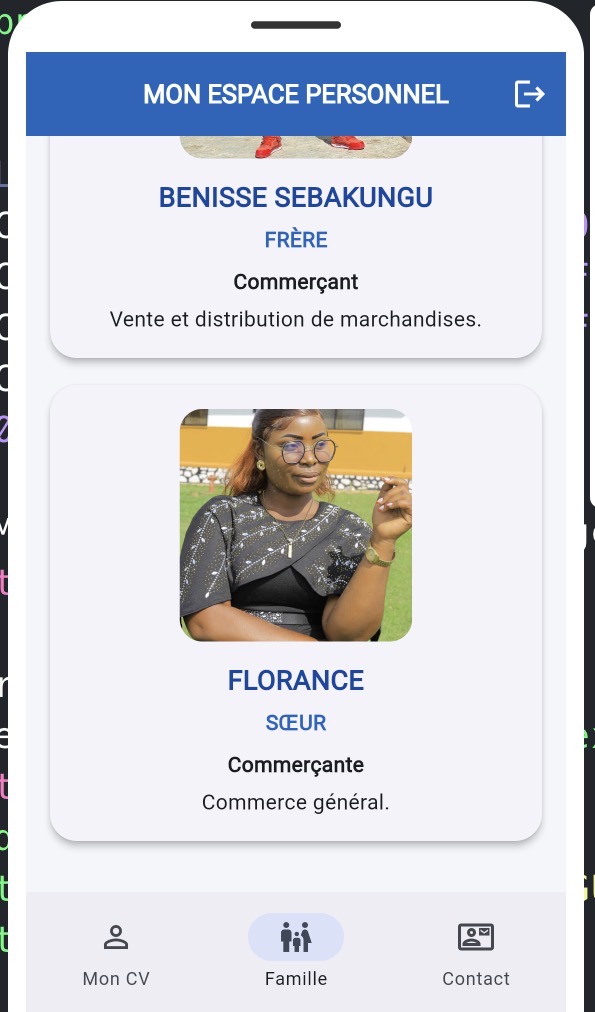 MON ESPACE PERSONNEL
BENISSE SEBAKUNGU
FRÈRE
Commerçant
Vente et distribution de marchandises.
FLORANCE
SŒUR
Commerçante
Commerce général.
Mon CV
Famille
Contact